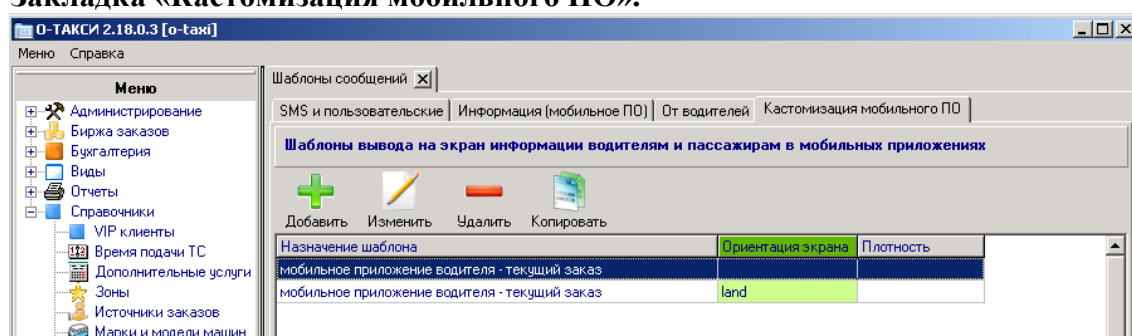 Закладка «Кастомизация мобильного ПО».
О-ТАКСИ 2.18.0.3 [o-taxi]
Меню Справка
Меню
Администрирование
Биржа заказов
Бухгалтерия
Виды
Отчеты
Справочники
VIP клиенты
Время подачи ТС
Дополнительные услуги
Зоны
Источники заказов
Марки и модели машин
Шаблоны сообщений
SMS и пользовательские Информация (мобильное ПО) От водителей Кастомизация мобильного ПО
Шаблоны вывода на экран информации водителям и пассажирам в мобильных приложениях
Добавить Изменить Удалить Копировать
Назначение шаблона Ориентация экрана Плотность
мобильное приложение водителя - текущий заказ
мобильное приложение водителя - текущий заказ land